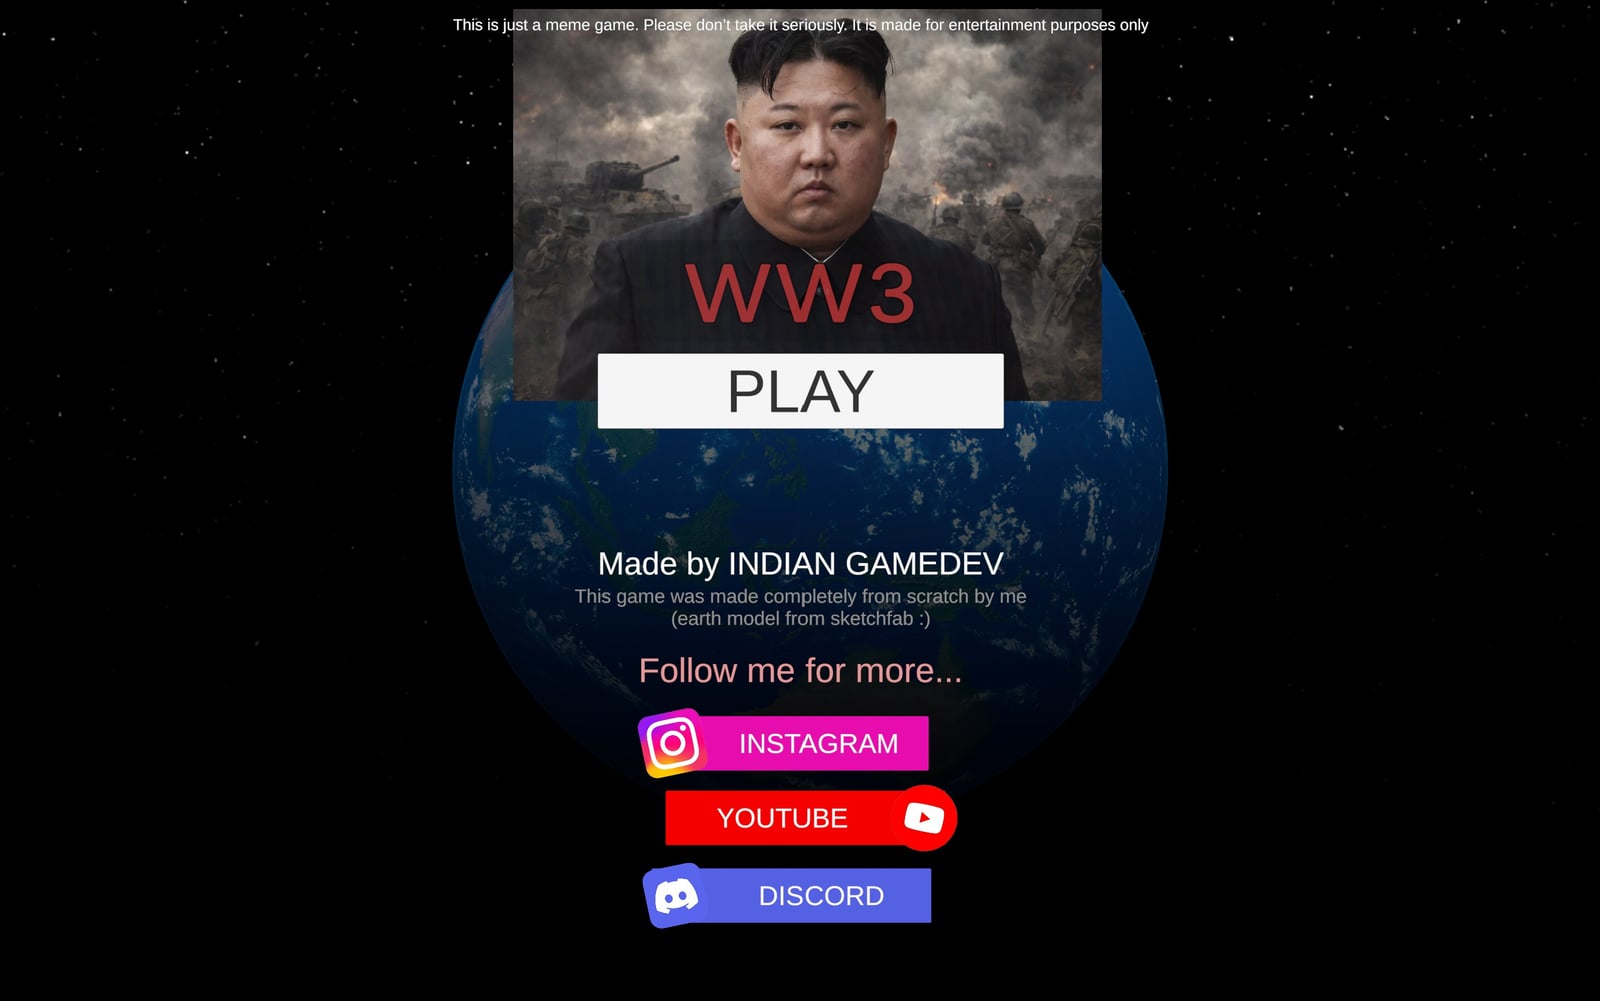 This is just a meme game. Please don't take it seriously. It is made for entertainment purposes only
WW3
PLAY
Made by INDIAN GAMEDEV
This game was made completely from scratch by me
(earth model from sketchfab :)
Follow me for more...
INSTAGRAM
YOUTUBE
DISCORD